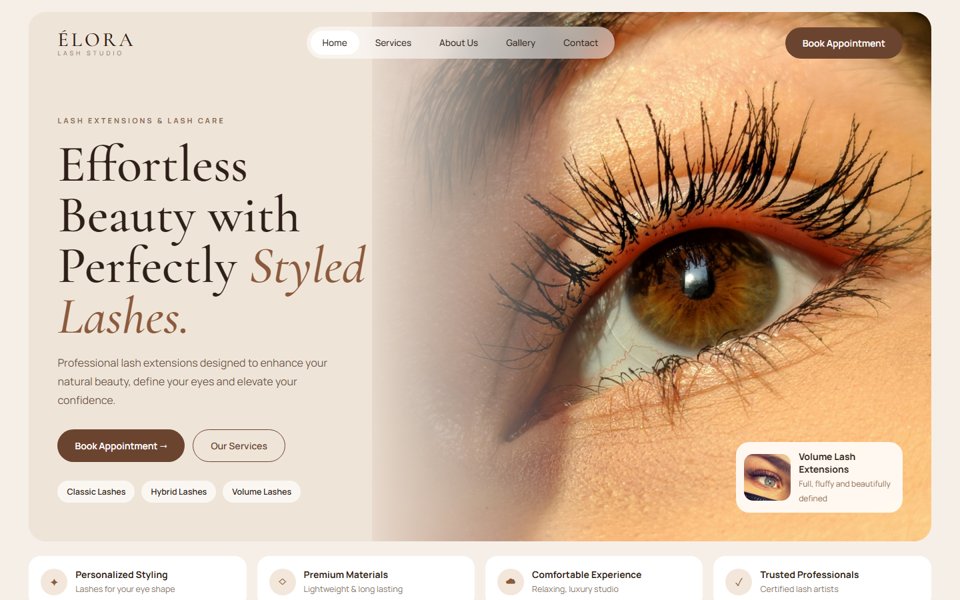 ÉLORA
LASH STUDIO
Home
Services
About Us
Gallery
Contact
Book Appointment
LASH EXTENSIONS & LASH CARE
Effortless
Beauty with
Perfectly Styled
Lashes.
Professional lash extensions designed to enhance your
natural beauty, define your eyes and elevate your
confidence.
Book Appointment →
Our Services
Classic Lashes
Hybrid Lashes
Volume Lashes
Volume Lash
Extensions
Full, fluffy and beautifully
defined
Personalized Styling
Lashes for your eye shape
Premium Materials
Lightweight & long lasting
Comfortable Experience
Relaxing, luxury studio
Trusted Professionals
Certified lash artists